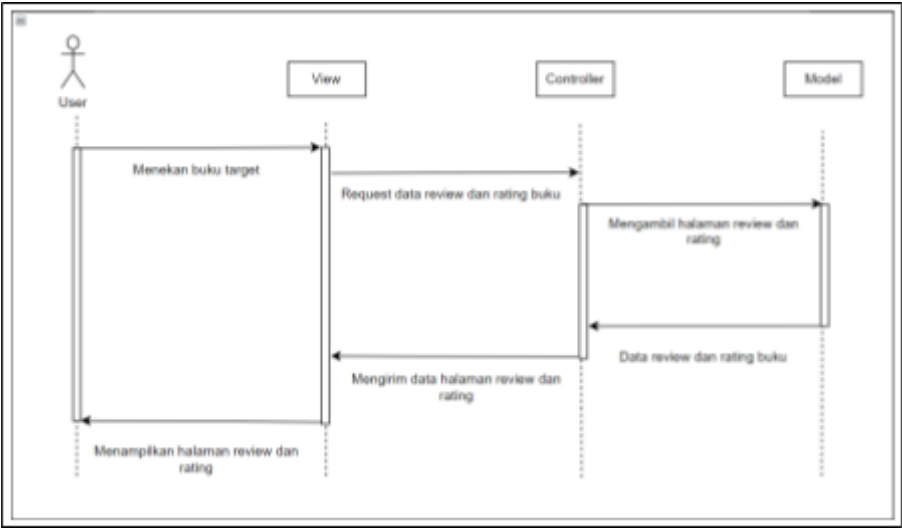 User
View
Controller
Model
Menekan buku target
Request data review dan rating buku
Mengambil halaman review dan
rating
Data review dan rating buku
Mengirim data halaman review dan
rating
Menampilkan halaman review dan
rating